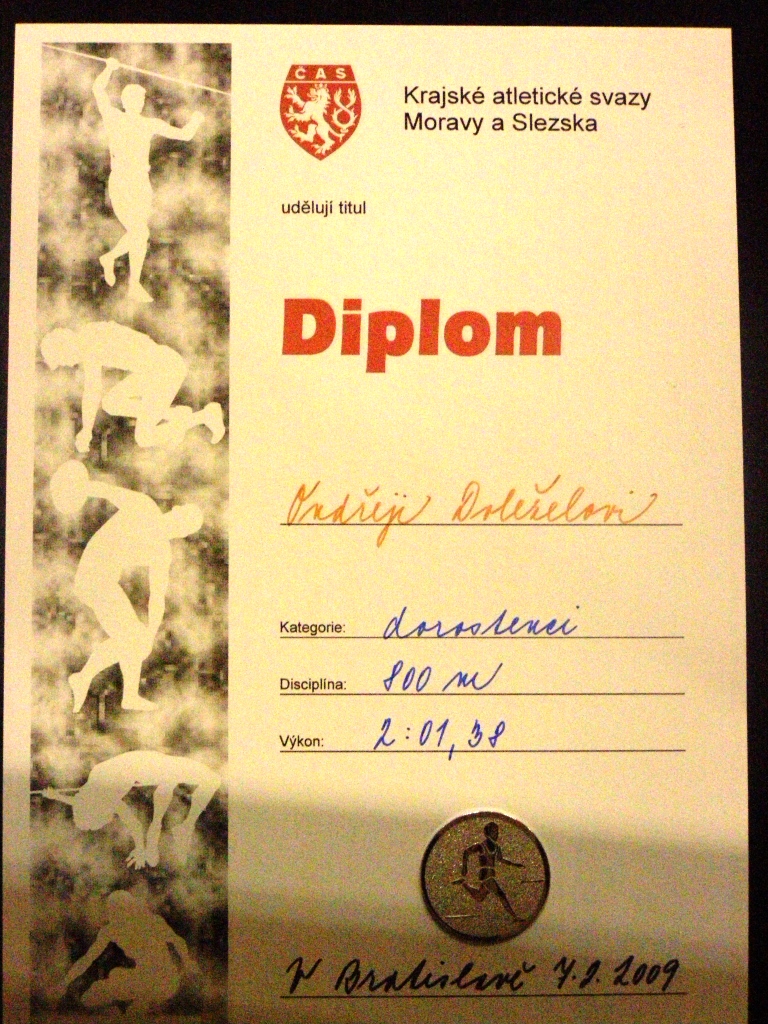 ČAS
Krajské atletické svazy
Moravy a Slezska
udělují titul
Diplom
Ondřeji Doleželovi
Kategorie: dorostenci
Disciplína: 800 m
Výkon: 2:01,38
V Bratislavě 7.2.2009